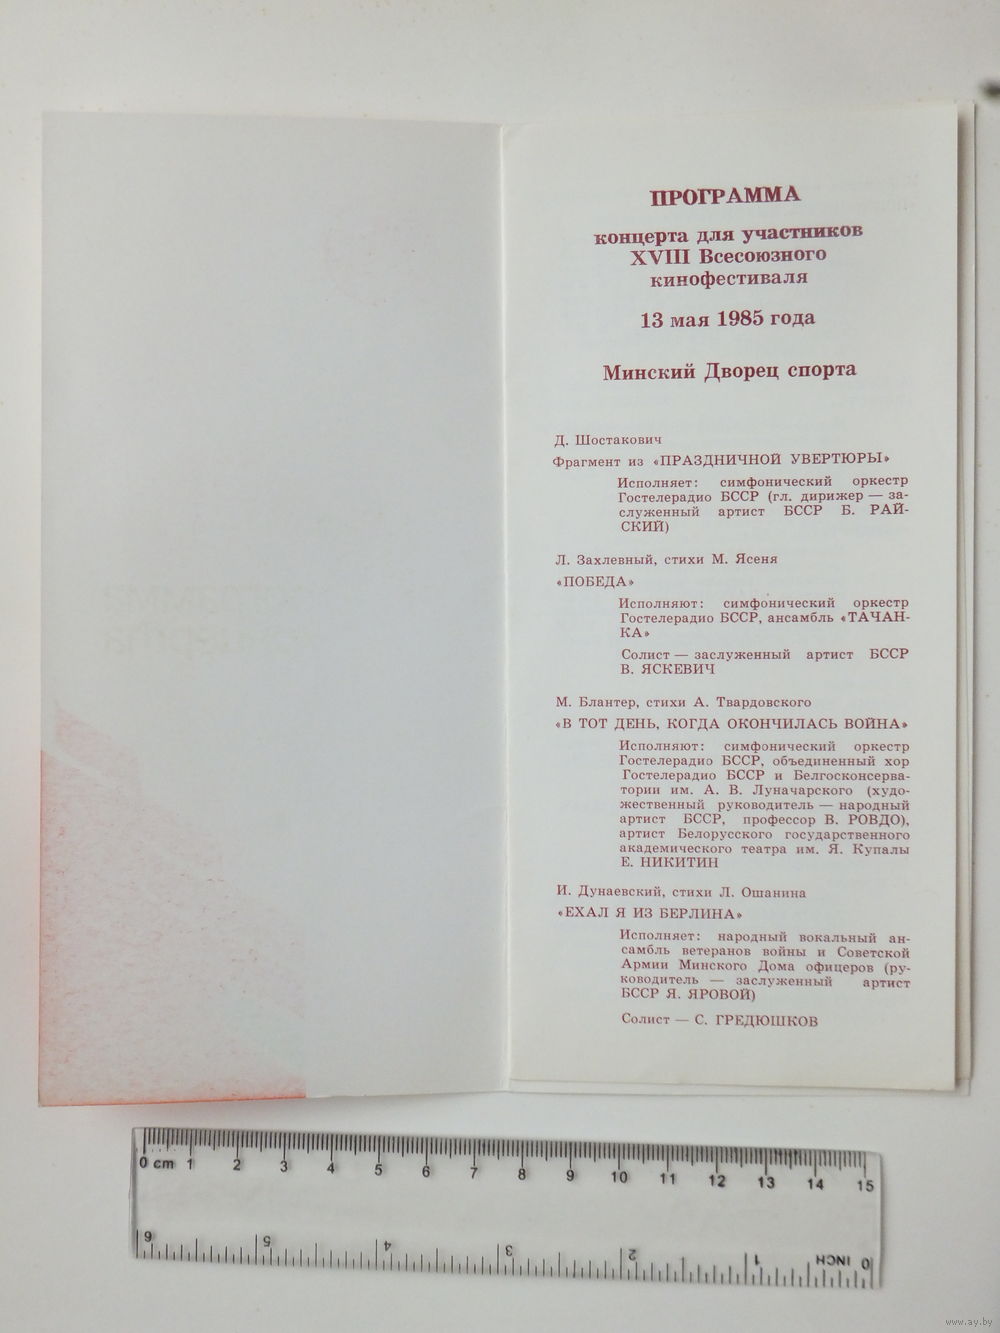 ПРОГРАММА
концерта для участников
XVIII Всесоюзного
кинофестиваля
13 мая 1985 года
Минский Дворец спорта
Д. Шостакович
Фрагмент из «ПРАЗДНИЧНОЙ УВЕРТЮРЫ»
Исполняет: симфонический оркестр
Гостелерадио БССР (гл. дирижер — за-
служенный артист БССР Б. РАЙ-
СКИЙ)
Л. Захлевный, стихи М. Ясеня
«ПОБЕДА»
Исполняют: симфонический оркестр
Гостелерадио БССР, ансамбль «ТАЧАН-
КА»
Солист — заслуженный артист БССР
В. ЯСКЕВИЧ
М. Блантер, стихи А. Твардовского
«В ТОТ ДЕНЬ, КОГДА ОКОНЧИЛАСЬ ВОЙНА»
Исполняют: симфонический оркестр
Гостелерадио БССР, объединенный хор
Гостелерадио БССР и Белгосконсерва-
тории им. А. В. Луначарского (худо-
жественный руководитель — народный
артист БССР, профессор В. РОВДО),
артист Белорусского государственного
академического театра им. Я. Купалы
Е. НИКИТИН
И. Дунаевский, стихи Л. Ошанина
«ЕХАЛ Я ИЗ БЕРЛИНА»
Исполняет: народный вокальный ан-
самбль ветеранов войны и Советской
Армии Минского Дома офицеров (ру-
ководитель — заслуженный артист
БССР Я. ЯРОВОЙ)
Солист — С. ГРЕДЮШКОВ
0 cm 1 2 3 4 5 6 7 8 9 10 11 12 13 14 15
6 5 4 3 2 1 INCH 0
www.ay.by